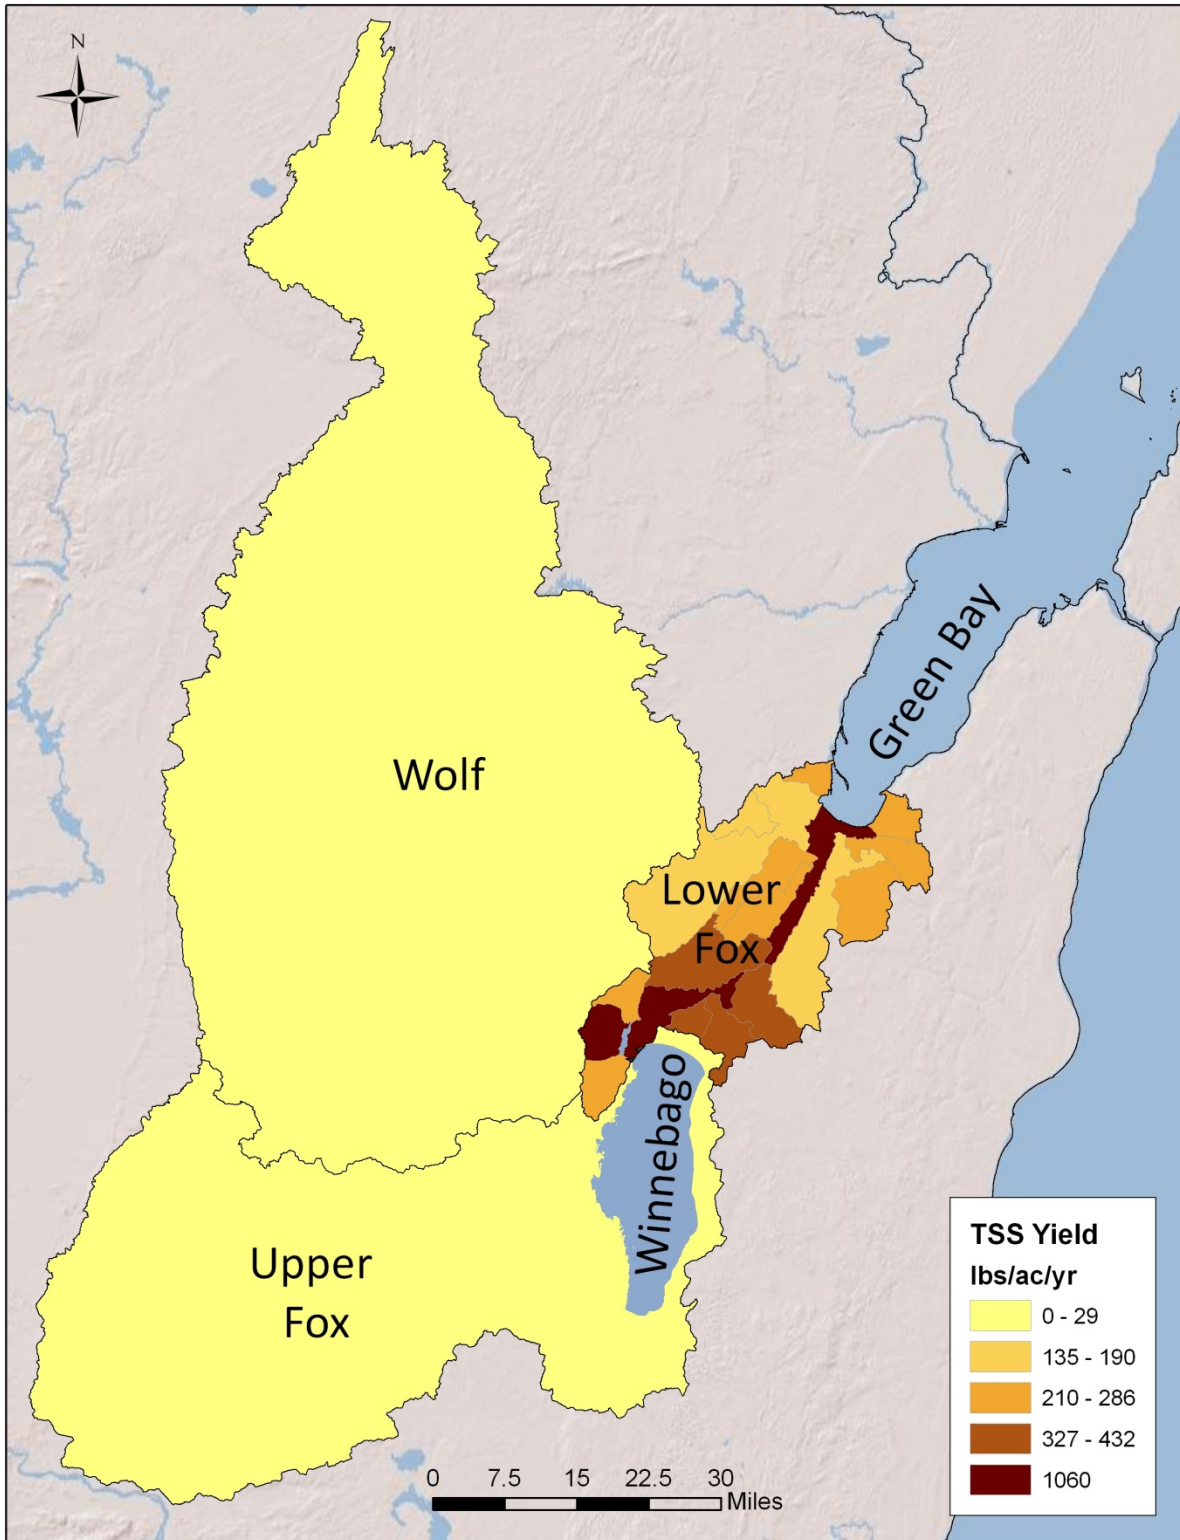 N
Green Bay
Wolf
Lower
Fox
Winnebago
Upper
Fox
TSS Yield
lbs/ac/yr
0 - 29
135 - 190
210 - 286
327 - 432
1060
0 7.5 15 22.5 30
Miles